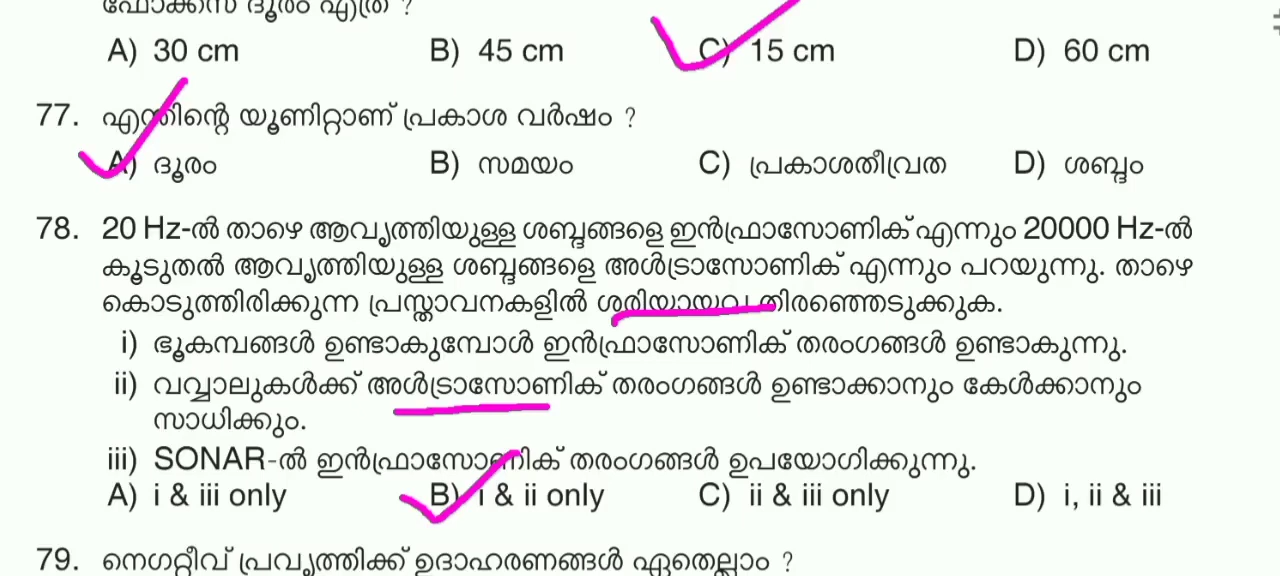 ഫോക്കസ് ദൂരം എത്ര ?
A) 30 cm B) 45 cm C) 15 cm D) 60 cm
77. എന്തിന്റെ യൂണിറ്റാണ് പ്രകാശ വർഷം ?
A) ദൂരം B) സമയം C) പ്രകാശതീവ്രത D) ശബ്ദം
78. 20 Hz-ൽ താഴെ ആവൃത്തിയുള്ള ശബ്ദങ്ങളെ ഇൻഫ്രാസോണിക് എന്നും 20000 Hz-ൽ
കൂടുതൽ ആവൃത്തിയുള്ള ശബ്ദങ്ങളെ അൾട്രാസോണിക് എന്നും പറയുന്നു. താഴെ
കൊടുത്തിരിക്കുന്ന പ്രസ്താവനകളിൽ ശരിയായവ തിരഞ്ഞെടുക്കുക.
i) ഭൂകമ്പങ്ങൾ ഉണ്ടാകുമ്പോൾ ഇൻഫ്രാസോണിക് തരംഗങ്ങൾ ഉണ്ടാകുന്നു.
ii) വവ്വാലുകൾക്ക് അൾട്രാസോണിക് തരംഗങ്ങൾ ഉണ്ടാക്കാനും കേൾക്കാനും
സാധിക്കും.
iii) SONAR-ൽ ഇൻഫ്രാസോണിക് തരംഗങ്ങൾ ഉപയോഗിക്കുന്നു.
A) i & iii only B) i & ii only C) ii & iii only D) i, ii & iii
79. നെഗറ്റീവ് പ്രവൃത്തിക്ക് ഉദാഹരണങ്ങൾ ഏതെല്ലാം ?